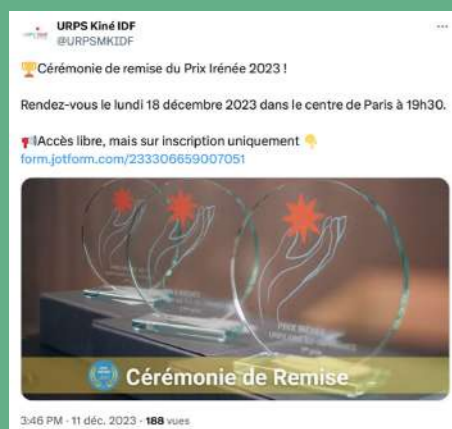 URPS Kiné IDF
@URPSMKIDF
🏆Cérémonie de remise du Prix Irénée 2023 !
Rendez-vous le lundi 18 décembre 2023 dans le centre de Paris à 19h30.
📢Accès libre, mais sur inscription uniquement 👇
form.jotform.com/233306659007051
Cérémonie de Remise
3:46 PM · 11 déc. 2023 · 188 vues